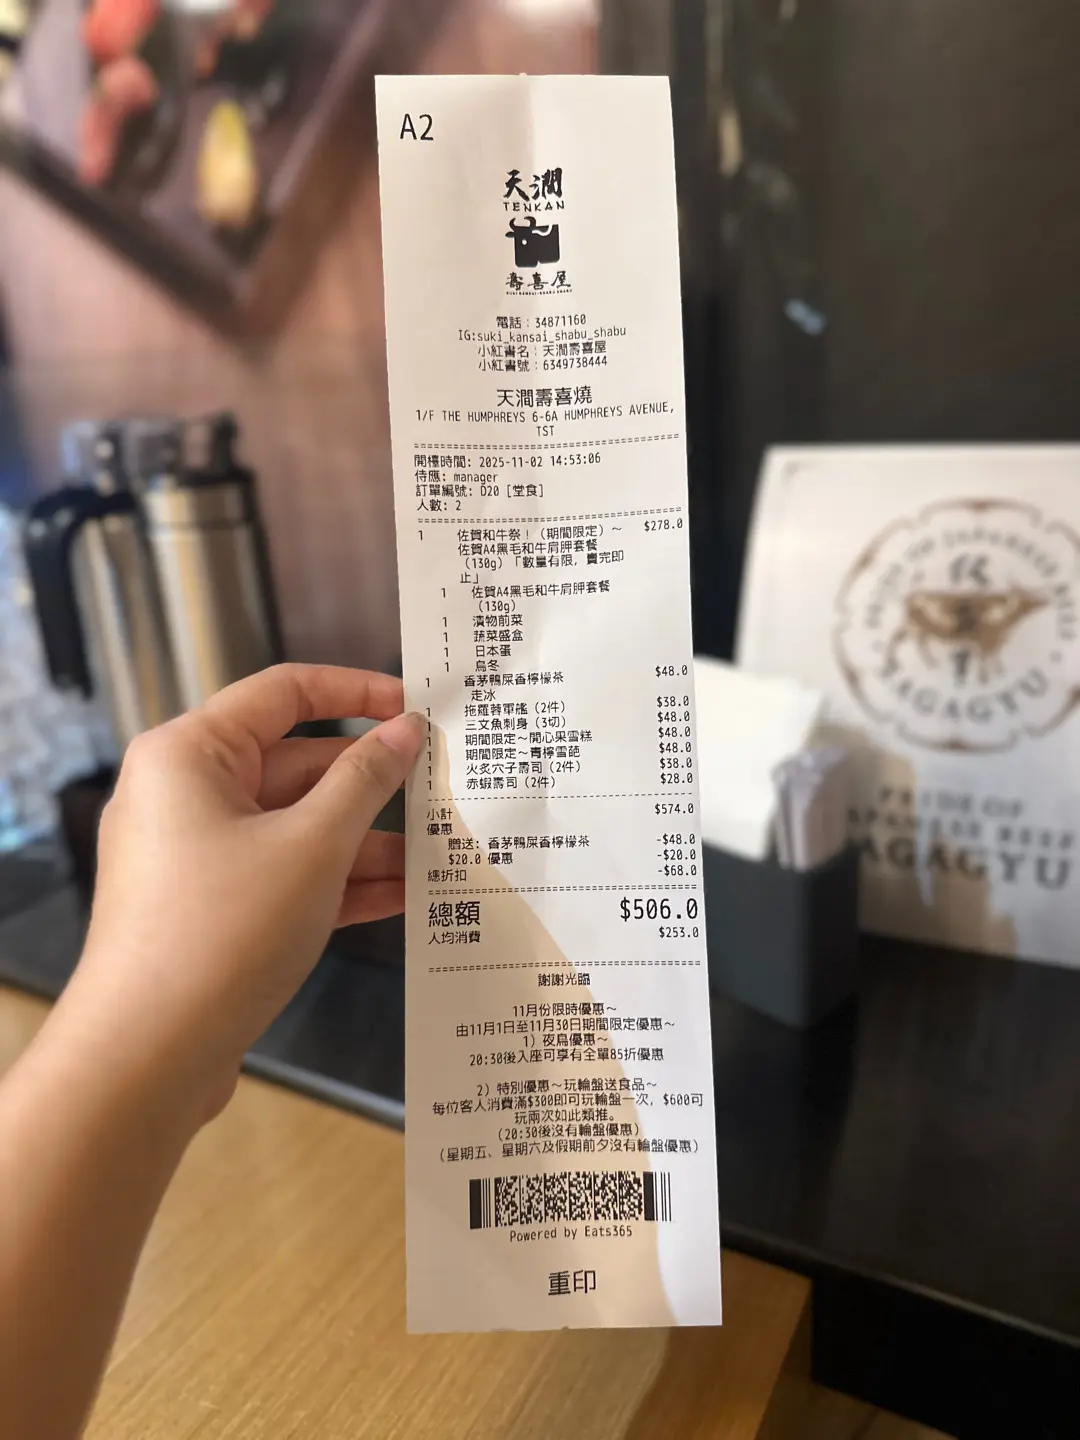 A2
天潤
TENKAN
壽喜屋
電話：34871160
IG:suki_kansai_shabu_shabu
小紅書名：天澗壽喜屋
小紅書號：6349738444
天澗壽喜燒
1/F THE HUMPHREYS 6-6A HUMPHREYS AVENUE,
TST
開檯時間: 2025-11-02 14:53:06
侍應: manager
訂單編號: D20 [堂食]
人數: 2
1 佐賀和牛祭！（期間限定）～ $278.0
佐賀A4黑毛和牛肩胛套餐
（130g）「數量有限，賣完即
止」
1 佐賀A4黑毛和牛肩胛套餐
（130g）
1 漬物前菜
1 蔬菜盛盒
1 日本蛋
1 烏冬
1 香茅鴨屎香檸檬茶 $48.0
走冰
1 拖羅蓉軍艦（2件） $38.0
1 三文魚刺身（3切） $48.0
1 期間限定～開心果雪糕 $48.0
1 期間限定～青檸雪葩 $48.0
1 火炙穴子壽司（2件） $38.0
1 赤蝦壽司（2件） $28.0
小計 $574.0
優惠
贈送: 香茅鴨屎香檸檬茶 -$48.0
$20.0 優惠 -$20.0
總折扣 -$68.0
總額 $506.0
人均消費 $253.0
謝謝光臨
11月份限時優惠～
由11月1日至11月30日期間限定優惠～
1）夜鳥優惠～
20:30後入座可享有全單85折優惠
2）特別優惠～玩輪盤送食品～
每位客人消費滿$300即可玩輪盤一次，$600可
玩兩次如此類推。
（20:30後沒有輪盤優惠）
（星期五、星期六及假期前夕沒有輪盤優惠）
Powered by Eats365
重印
PRIDE OF JAPANESE BEEF
佐賀牛
SAGAGYU
PRIDE OF
JAPANESE BEEF
SAGAGYU